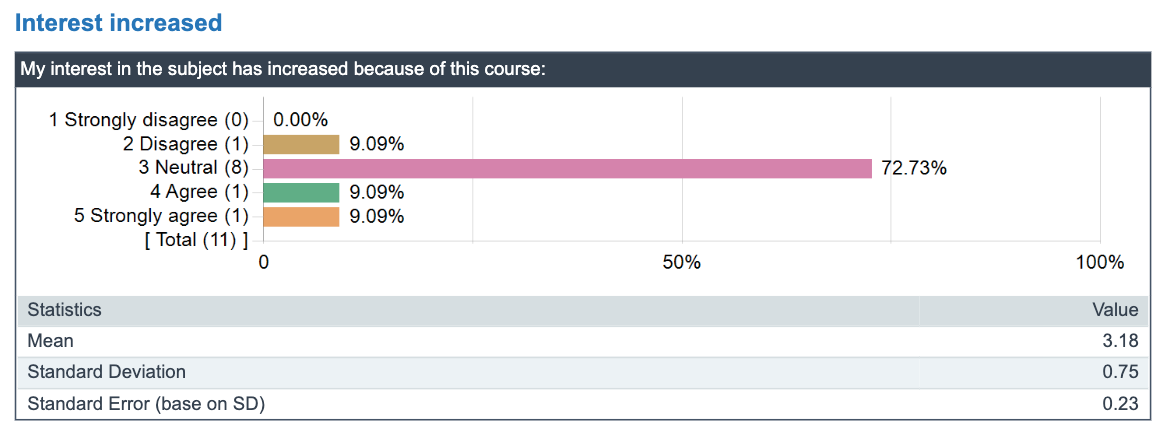 Interest increased
My interest in the subject has increased because of this course:
1 Strongly disagree (0) 0.00%
2 Disagree (1) 9.09%
3 Neutral (8) 72.73%
4 Agree (1) 9.09%
5 Strongly agree (1) 9.09%
[ Total (11) ]
0 50% 100%
Statistics Value
Mean 3.18
Standard Deviation 0.75
Standard Error (base on SD) 0.23